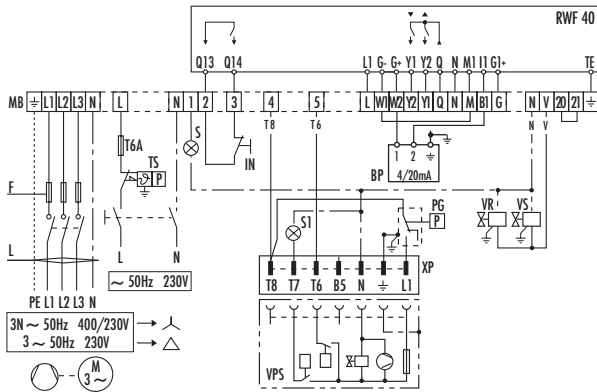 RWF 40
Q13 Q14 L1 G- G+ Y1 Y2 Q N M1 I1 G1+ TE
MB L1 L2 L3 N L N 1 2 3 4 5 L W1 W2 Y2 Y1 Q N M B1 G N V 20 21
T8 T6 N V
T6A S
TS IN
P
1 2
BP 4/20mA
F
PG
P
VR VS
S1
L
L N
XP
~ 50Hz 230V
T8 T7 T6 B5 N L1
PE L1 L2 L3 N
3N ~ 50Hz 400/230V
3 ~ 50Hz 230V
VPS
M
3~